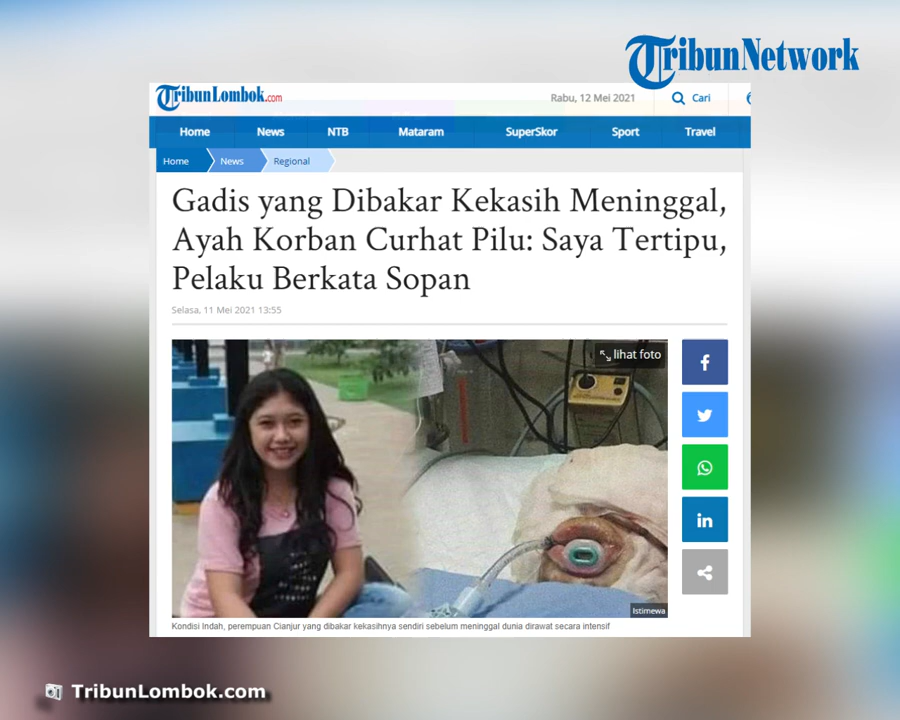 TribunNetwork
TribunLombok.com
Rabu, 12 Mei 2021
Cari
Home
News
NTB
Mataram
SuperSkor
Sport
Travel
Home
News
Regional
Gadis yang Dibakar Kekasih Meninggal,
Ayah Korban Curhat Pilu: Saya Tertipu,
Pelaku Berkata Sopan
Selasa, 11 Mei 2021 13:55
lihat foto
f
in
Istimewa
Kondisi Indah, perempuan Cianjur yang dibakar kekasihnya sendiri sebelum meninggal dunia dirawat secara intensif
TribunLombok.com